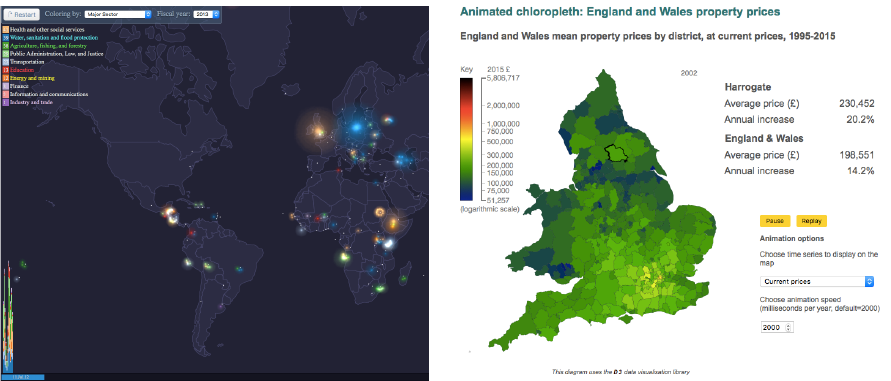 Restart
Coloring by: Major Sector
Fiscal year: 2013
Health and other social services
Water, sanitation and flood protection
Agriculture, fishing, and forestry
Public Administration, Law, and Justice
Transportation
Education
Energy and mining
Finance
Information and communications
Industry and trade
Animated chloropleth: England and Wales property prices
England and Wales mean property prices by district, at current prices, 1995-2015
Key 2015 £
5,806,717
2,000,000
1,000,000
750,000
500,000
300,000
200,000
150,000
100,000
75,000
51,257
(logarithmic scale)
2002
Harrogate
Average price (£) 230,452
Annual increase 20.2%
England & Wales
Average price (£) 198,551
Annual increase 14.2%
Pause Replay
Animation options
Choose time series to display on the
map.
Current prices
Choose animation speed
(milliseconds per year, default=2000)
2000
This diagram uses the D3 data visualisation library